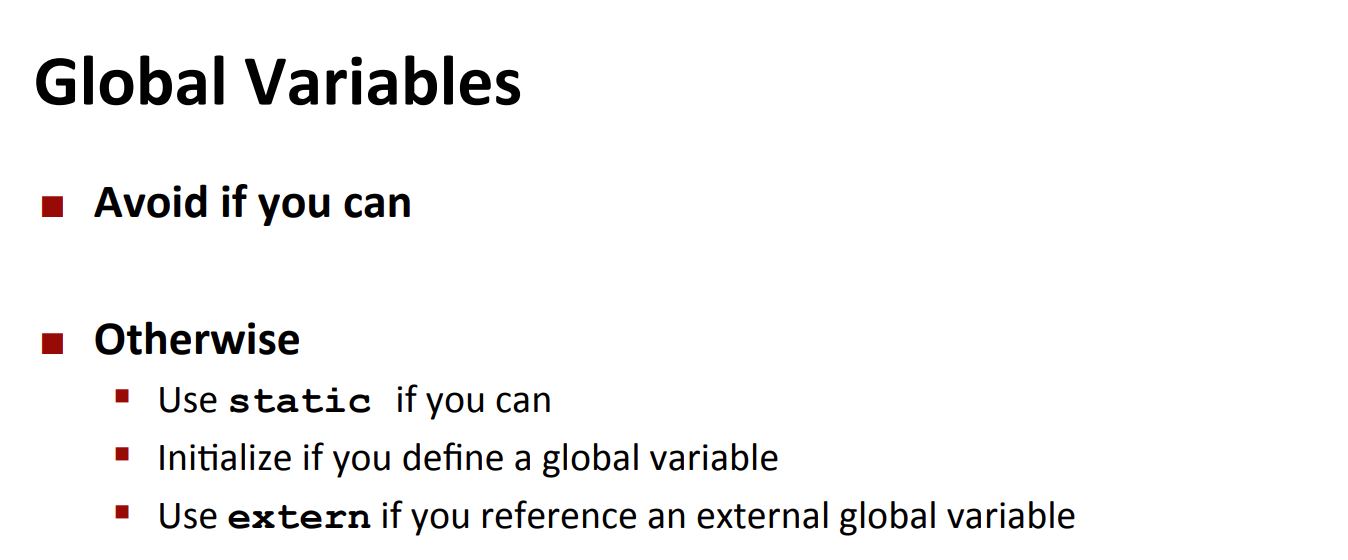 Global Variables
Avoid if you can
Otherwise
Use static if you can
Initialize if you define a global variable
Use extern if you reference an external global variable